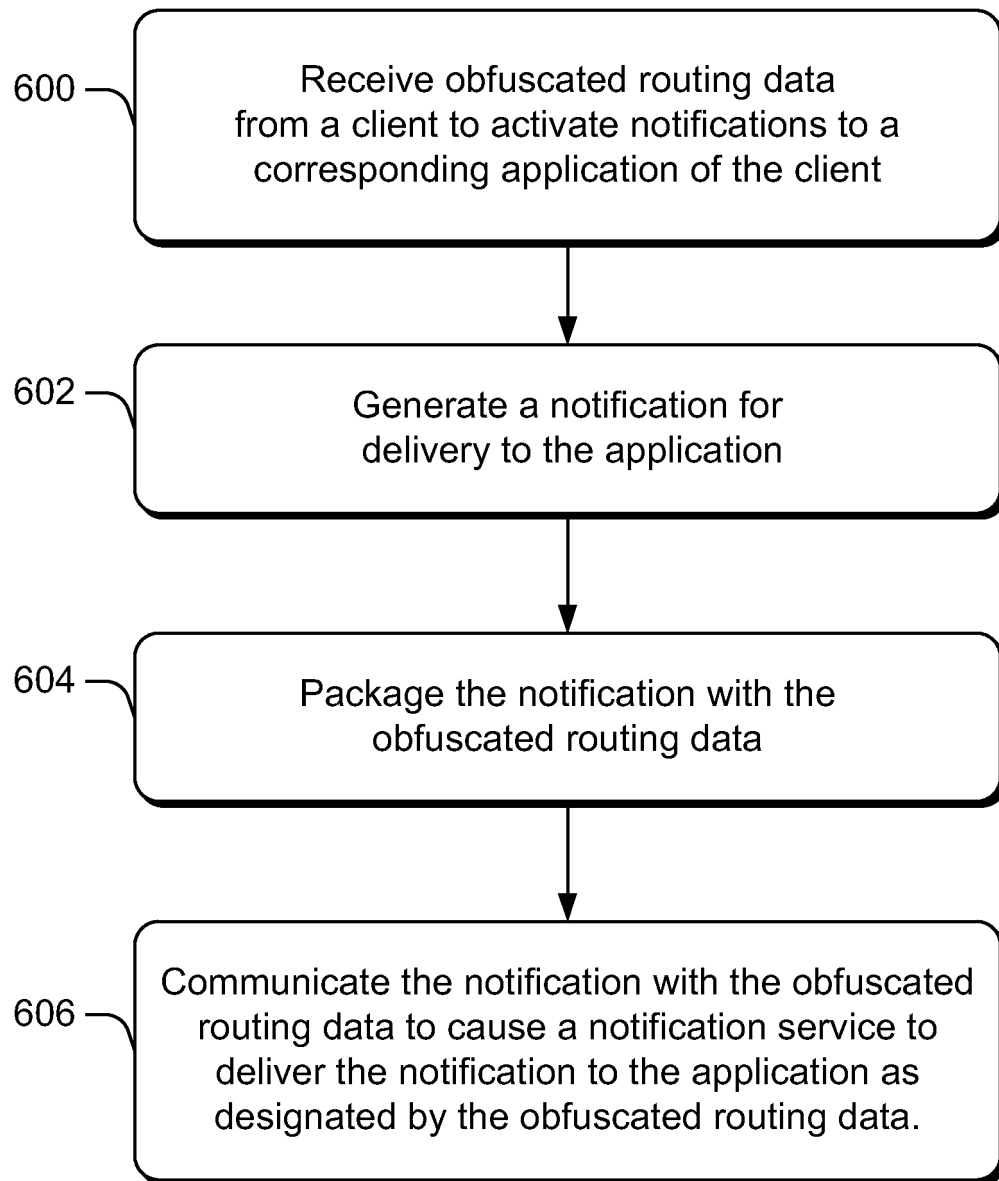 600
Receive obfuscated routing data
from a client to activate notifications to a
corresponding application of the client
602
Generate a notification for
delivery to the application
604
Package the notification with the
obfuscated routing data
606
Communicate the notification with the obfuscated
routing data to cause a notification service to
deliver the notification to the application as
designated by the obfuscated routing data.